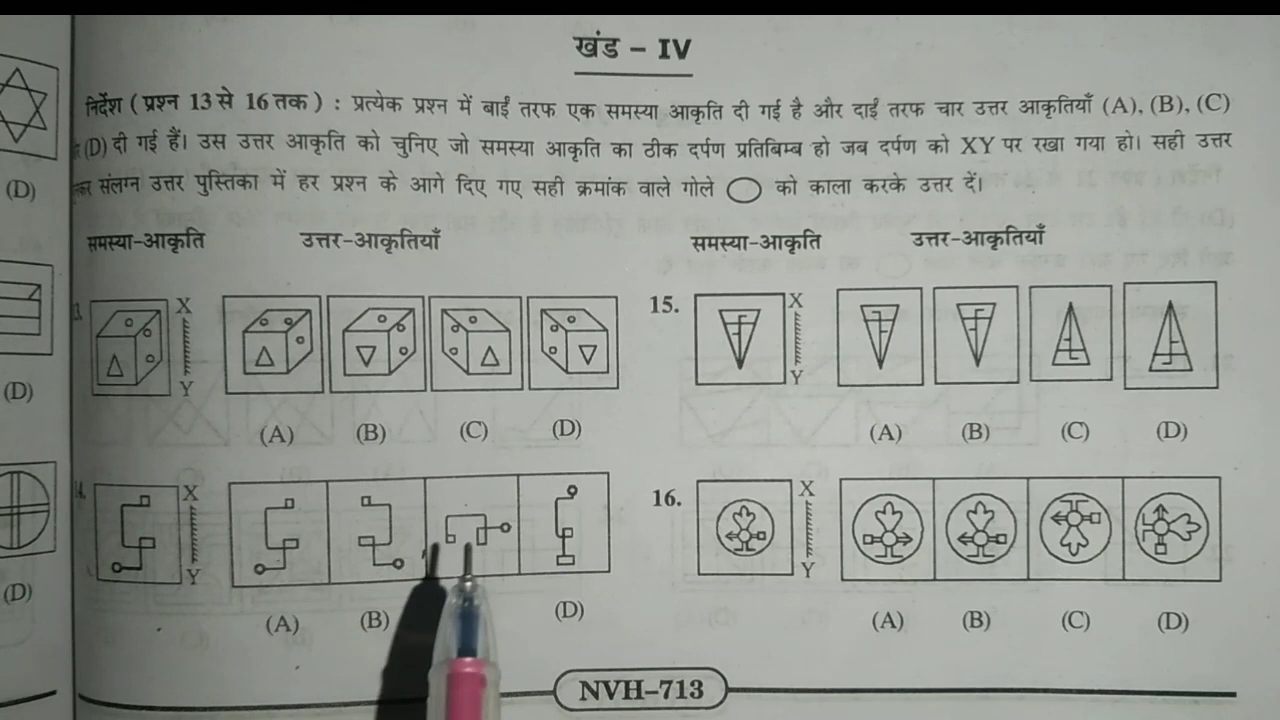 खंड – IV
निर्देश ( प्रश्न 13 से 16 तक ) : प्रत्येक प्रश्न में बाईं तरफ एक समस्या आकृति दी गई है और दाईं तरफ चार उत्तर आकृतियाँ (A), (B), (C)
(D) दी गई हैं। उस उत्तर आकृति को चुनिए जो समस्या आकृति का ठीक दर्पण प्रतिबिम्ब हो जब दर्पण को XY पर रखा गया हो। सही उत्तर
संलग्न उत्तर पुस्तिका में हर प्रश्न के आगे दिए गए सही क्रमांक वाले गोले को काला करके उत्तर दें।
(D)
समस्या-आकृति उत्तर-आकृतियाँ समस्या-आकृति उत्तर-आकृतियाँ
X 15. X
Y Y
(D)
(A) (B) (C) (D) (A) (B) (C) (D)
X 16. X
Y Y
(D)
(A) (B) (D) (A) (B) (C) (D)
NVH–713